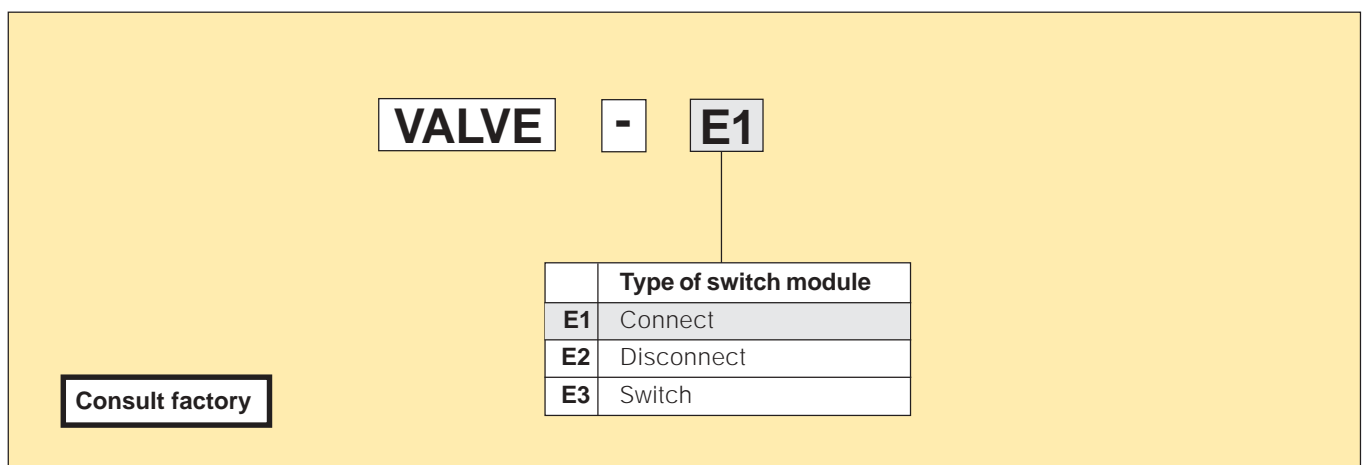 VALVE - E1
Type of switch module
E1 Connect
E2 Disconnect
E3 Switch
Consult factory